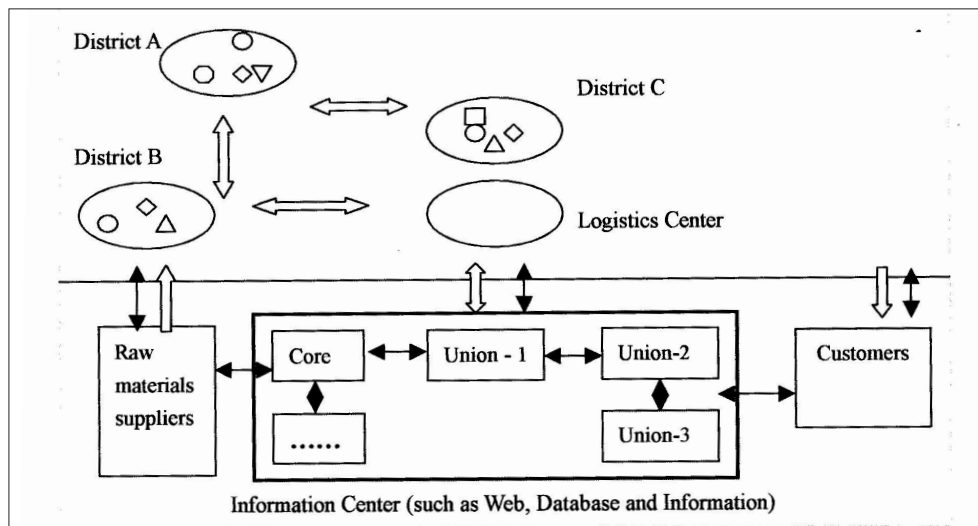 District A
District C
District B
Logistics Center
Raw
materials
suppliers
Core
Union - 1
Union-2
Customers
......
Union-3
Information Center (such as Web, Database and Information)